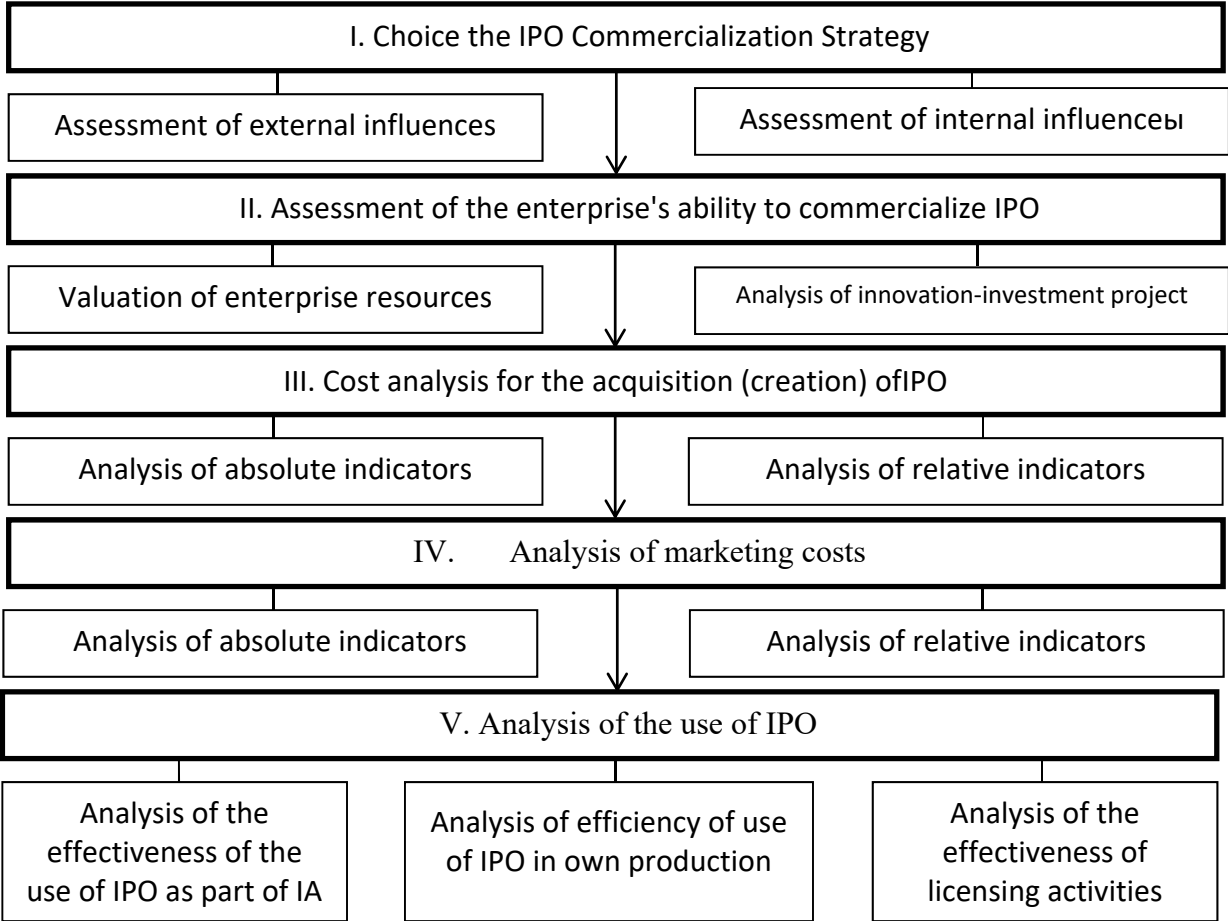 I. Choice the IPO Commercialization Strategy
Assessment of external influences
Assessment of internal influenceы
II. Assessment of the enterprise's ability to commercialize IPO
Valuation of enterprise resources
Analysis of innovation-investment project
III. Cost analysis for the acquisition (creation) ofIPO
Analysis of absolute indicators
Analysis of relative indicators
IV. Analysis of marketing costs
Analysis of absolute indicators
Analysis of relative indicators
V. Analysis of the use of IPO
Analysis of the
effectiveness of the
use of IPO as part of IA
Analysis of efficiency of use
of IPO in own production
Analysis of the
effectiveness of
licensing activities